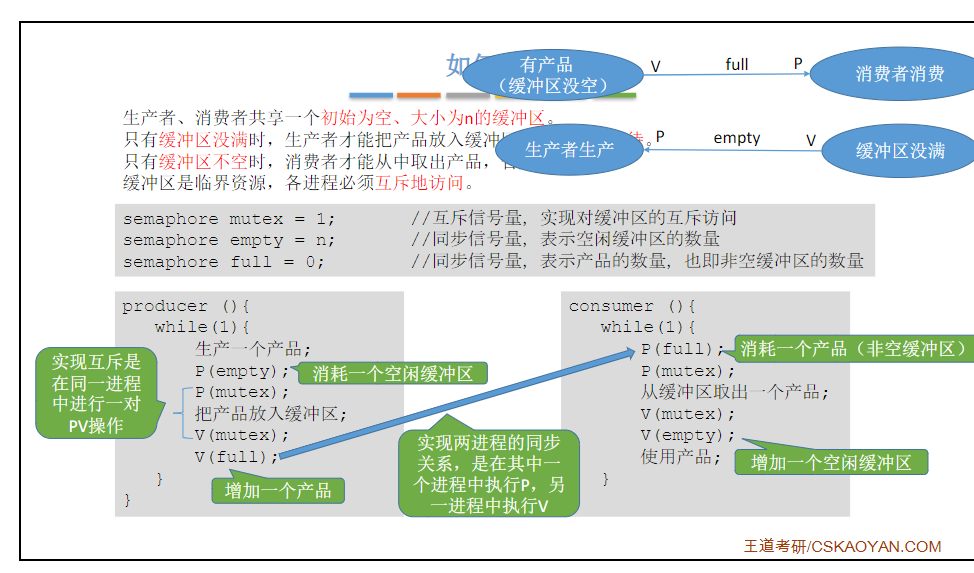 如
有产品
(缓冲区没空)
V full P
消费者消费
生产者、消费者共享一个初始为空、大小为n的缓冲区。
只有缓冲区没满时，生产者才能把产品放入缓冲
待。
生产者生产
P empty V
缓冲区没满
只有缓冲区不空时，消费者才能从中取出产品，
缓冲区是临界资源，各进程必须互斥地访问。
semaphore mutex = 1; //互斥信号量，实现对缓冲区的互斥访问
semaphore empty = n; //同步信号量，表示空闲缓冲区的数量
semaphore full = 0; //同步信号量，表示产品的数量，也即非空缓冲区的数量
producer (){
while(1){
生产一个产品;
P(empty);
消耗一个空闲缓冲区
P(mutex);
把产品放入缓冲区;
V(mutex);
V(full);
增加一个产品
}
}
实现互斥是
在同一进程
中进行一对
PV操作
实现两进程的同步
关系，是在其中一
个进程中执行P，另
一进程中执行V
consumer (){
while(1){
P(full);
消耗一个产品（非空缓冲区）
P(mutex);
从缓冲区取出一个产品;
V(mutex);
V(empty);
增加一个空闲缓冲区
使用产品;
}
王道考研/CSKAOYAN.COM